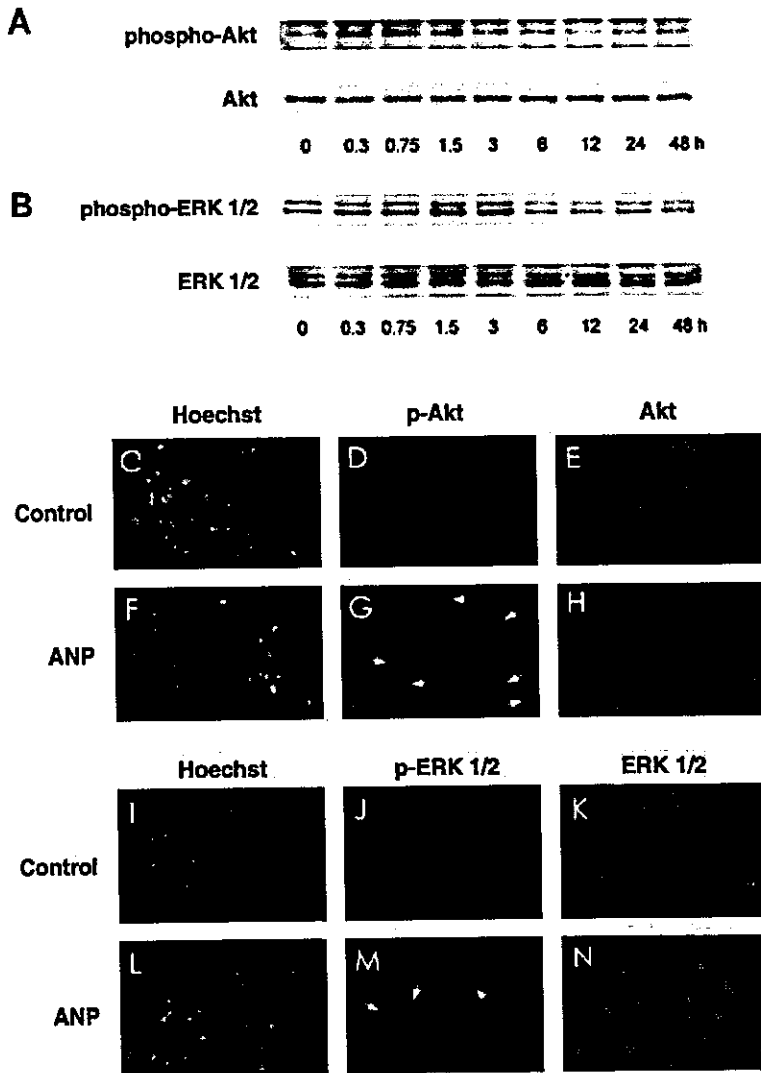 A
phospho-Akt
Akt
0 0.3 0.75 1.5 3 6 12 24 48 h
B
phospho-ERK 1/2
ERK 1/2
0 0.3 0.75 1.5 3 6 12 24 48 h
Hoechst p-Akt Akt
Control C D E
ANP F G H
Hoechst p-ERK 1/2 ERK 1/2
Control I J K
ANP L M N